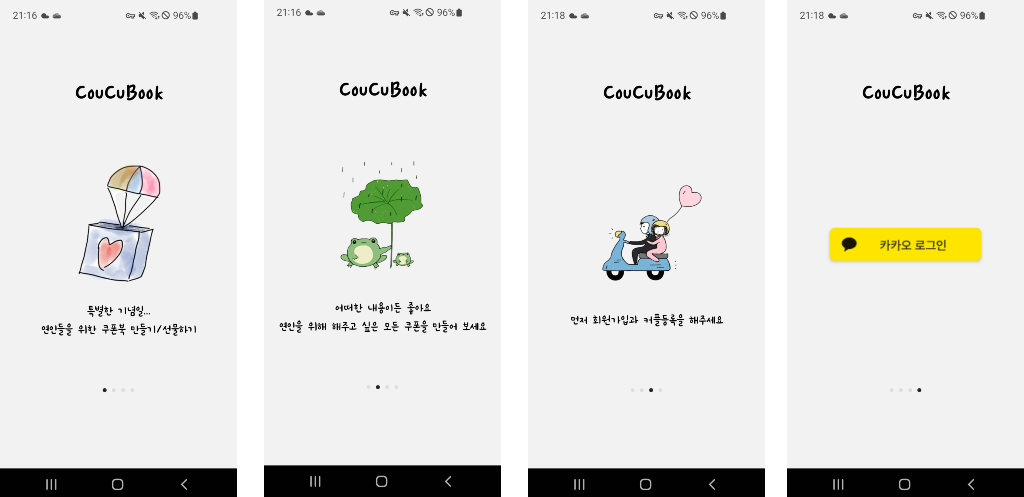 21:16
96%
CouCuBook
특별한 기념일...
연인들을 위한 쿠폰북 만들기/선물하기
21:16
96%
CouCuBook
어떠한 내용이든 좋아요
연인을 위해 해주고 싶은 모든 쿠폰을 만들어 보세요
21:18
96%
CouCuBook
먼저 회원가입과 커플등록을 해주세요
21:18
96%
CouCuBook
카카오 로그인